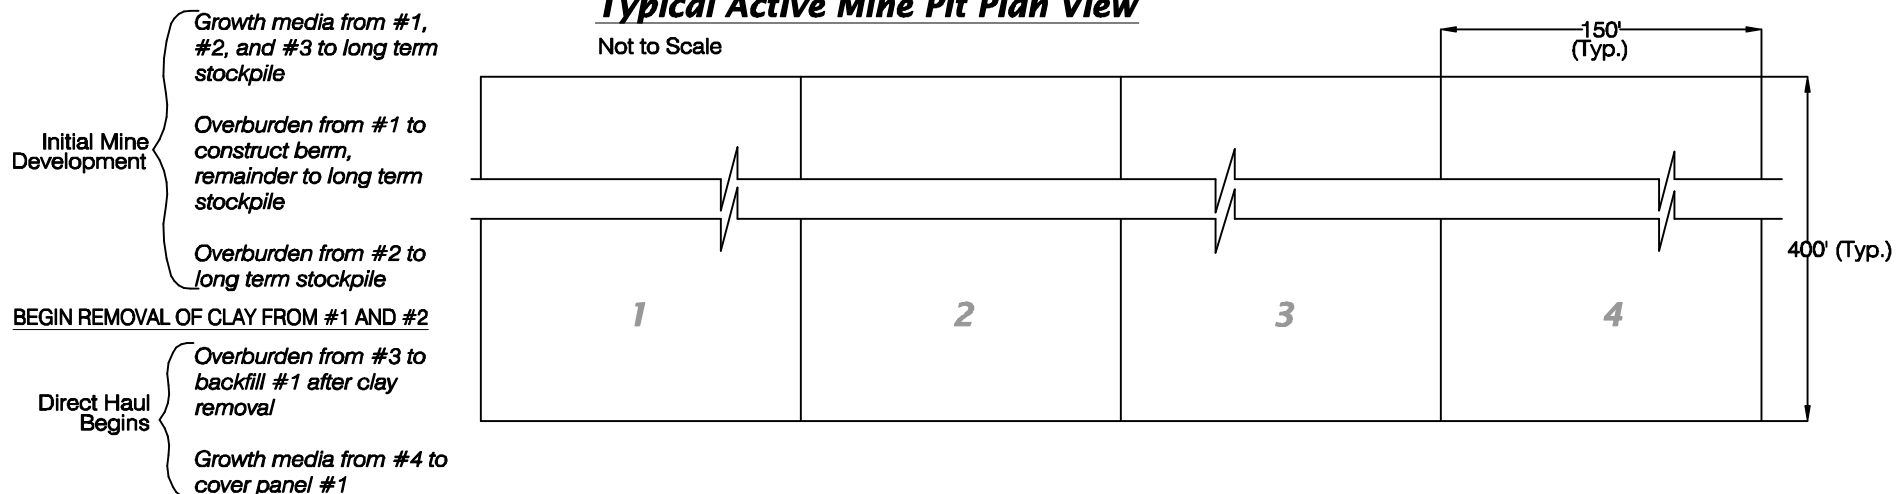 Typical Active Mine Pit Plan View
Not to Scale
Growth media from #1,
#2, and #3 to long term
stockpile
Overburden from #1 to
construct berm,
remainder to long term
stockpile
Overburden from #2 to
long term stockpile
Initial Mine
Development
BEGIN REMOVAL OF CLAY FROM #1 AND #2
Overburden from #3 to
backfill #1 after clay
removal
Growth media from #4 to
cover panel #1
Direct Haul
Begins
150'
(Typ.)
400' (Typ.)
1
2
3
4